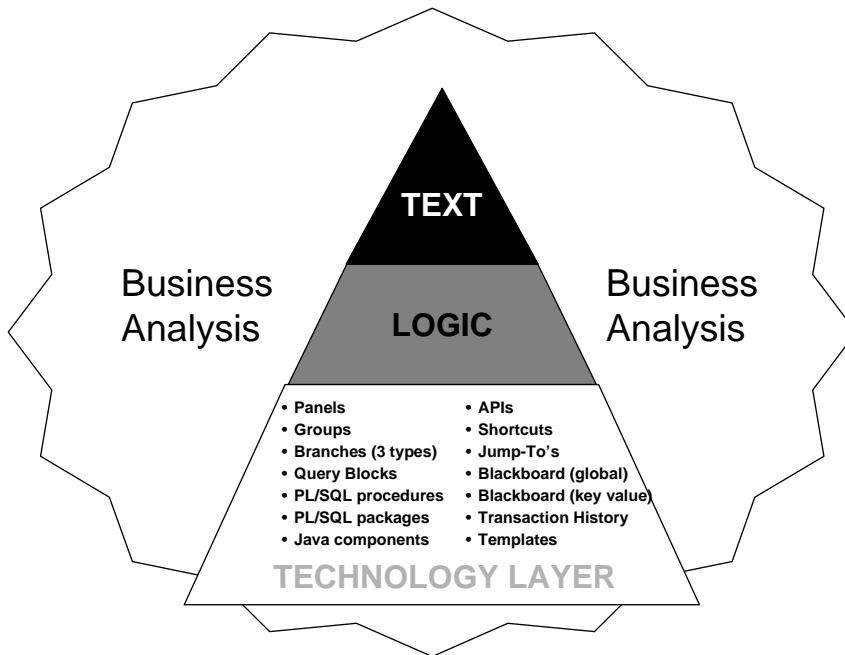 TEXT
Business
Analysis
LOGIC
Business
Analysis
• Panels
• Groups
• Branches (3 types)
• Query Blocks
• PL/SQL procedures
• PL/SQL packages
• Java components
• APIs
• Shortcuts
• Jump-To’s
• Blackboard (global)
• Blackboard (key value)
• Transaction History
• Templates
TECHNOLOGY LAYER